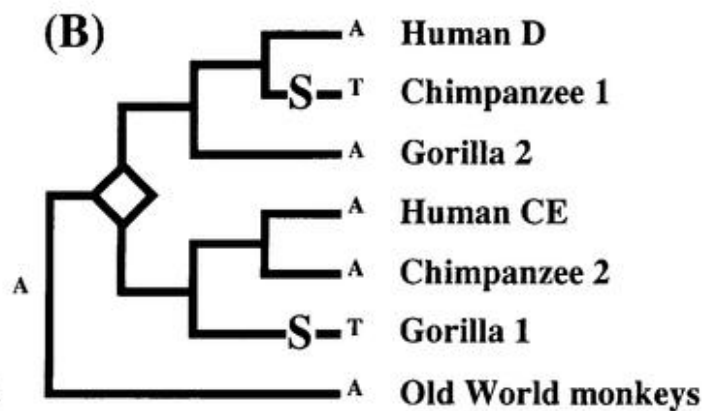 (B)
A Human D
S T Chimpanzee 1
A Gorilla 2
A Human CE
A
A Chimpanzee 2
S T Gorilla 1
A Old World monkeys